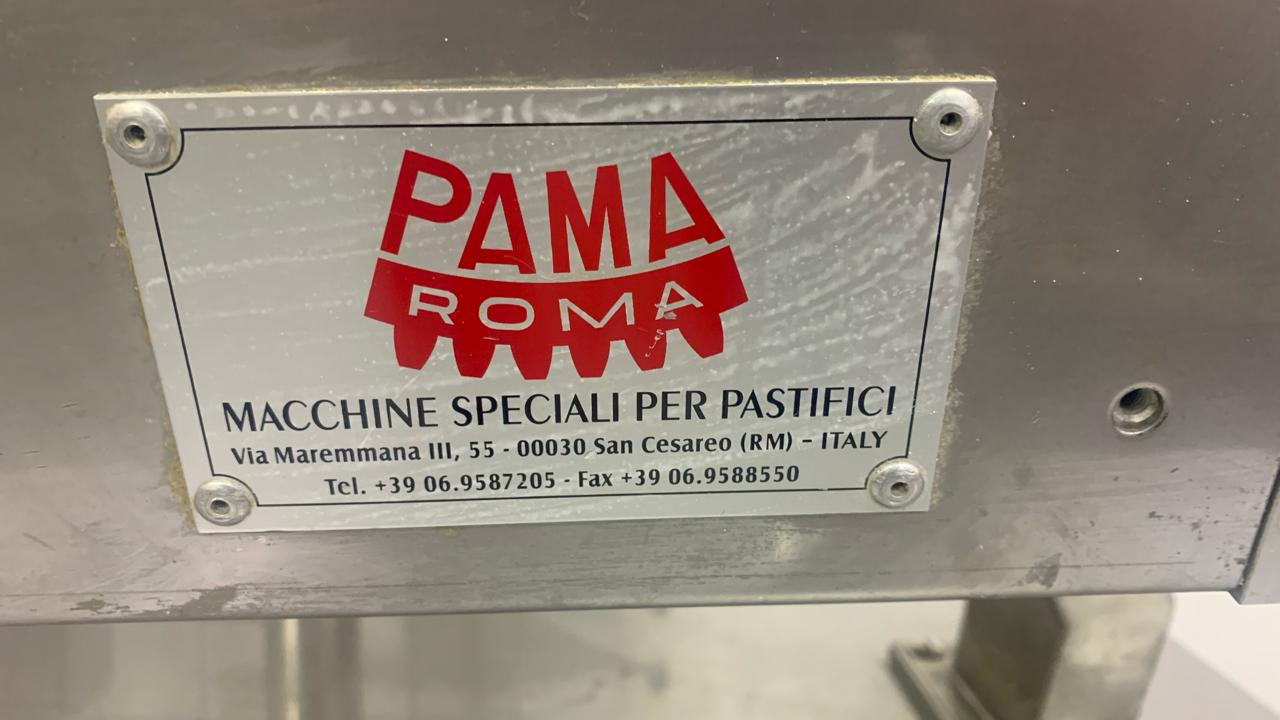 PAMA
ROMA
MACCHINE SPECIALI PER PASTIFICI
Via Maremmana III, 55 - 00030 San Cesareo (RM) - ITALY
Tel. +39 06.9587205 - Fax +39 06.9588550